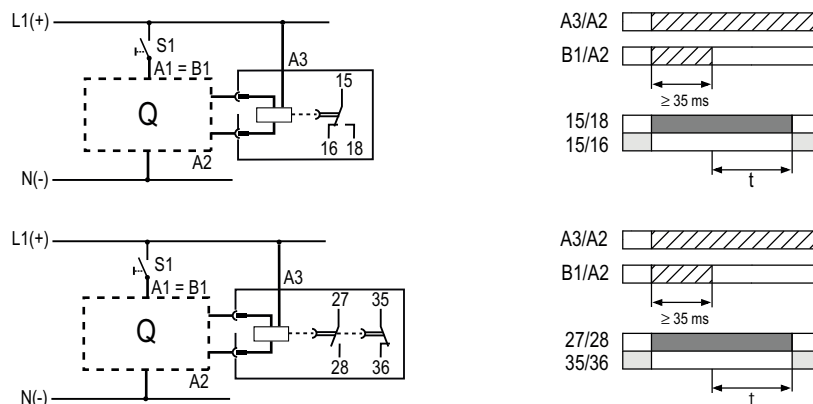 L1(+)
S1
A1 = B1
A3
15
Q
16 18
A2
N(-)
A3/A2
B1/A2
≥ 35 ms
15/18
15/16
t
L1(+)
S1
A1 = B1
A3
27 35
Q
28 36
A2
N(-)
A3/A2
B1/A2
≥ 35 ms
27/28
35/36
t